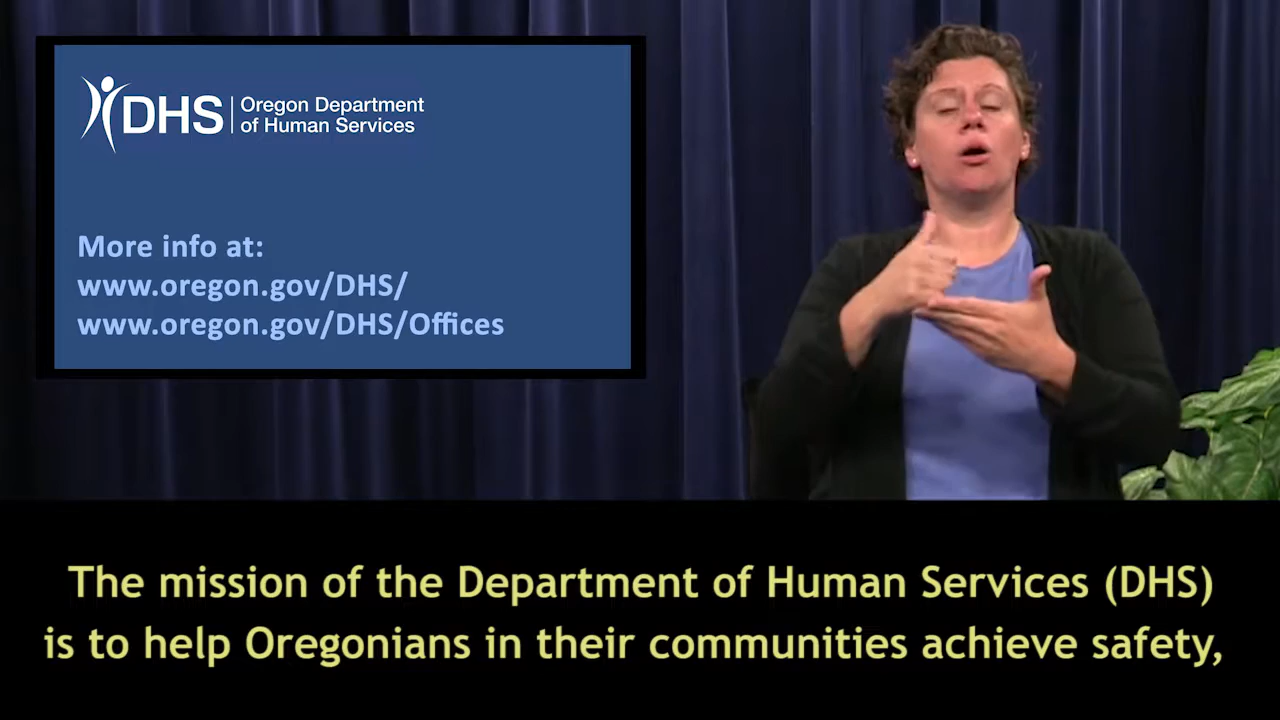 DHS
Oregon Department
of Human Services
More info at:
www.oregon.gov/DHS/
www.oregon.gov/DHS/Offices
The mission of the Department of Human Services (DHS)
is to help Oregonians in their communities achieve safety,